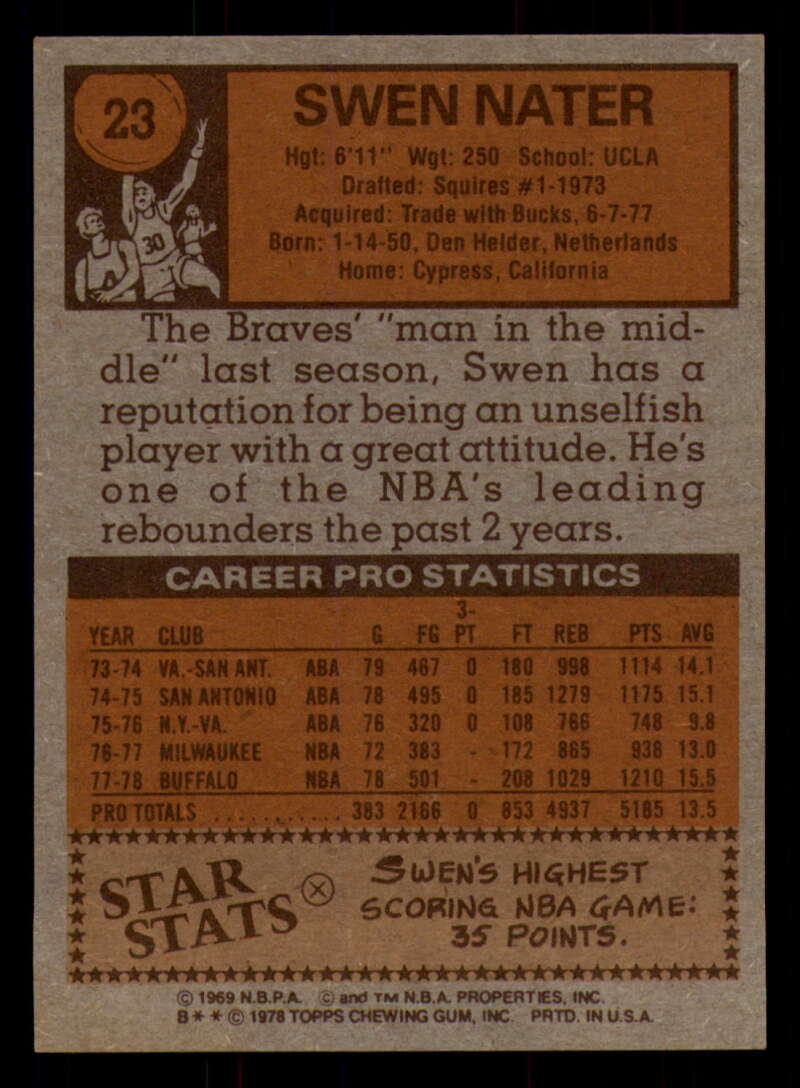 23
SWEN NATER
Hgt: 6'11" Wgt: 250 School: UCLA
Drafted: Squires #1-1973
Acquired: Trade with Bucks, 6-7-77
Born: 1-14-50, Den Helder, Netherlands
Home: Cypress, California
30
The Braves' "man in the mid-
dle" last season, Swen has a
reputation for being an unselfish
player with a great attitude. He's
one of the NBA's leading
rebounders the past 2 years.
CAREER PRO STATISTICS
YEAR CLUB G FG 3-PT FT REB PTS AVG
73-74 VA.-SAN ANT. ABA 79 467 0 180 998 1114 14.1
74-75 SAN ANTONIO ABA 78 495 0 185 1279 1175 15.1
75-76 N.Y.-VA. ABA 76 320 0 108 766 748 9.8
76-77 MILWAUKEE NBA 72 383 - 172 865 938 13.0
77-78 BUFFALO NBA 78 501 - 208 1029 1210 15.5
PRO TOTALS ............ 383 2166 0 853 4937 5185 13.5
STAR STATS
SWEN'S HIGHEST
SCORING NBA GAME:
35 POINTS.
© 1969 N.B.P.A. © and TM N.B.A. PROPERTIES, INC.
B * * © 1978 TOPPS CHEWING GUM, INC. PRTD. IN U.S.A.